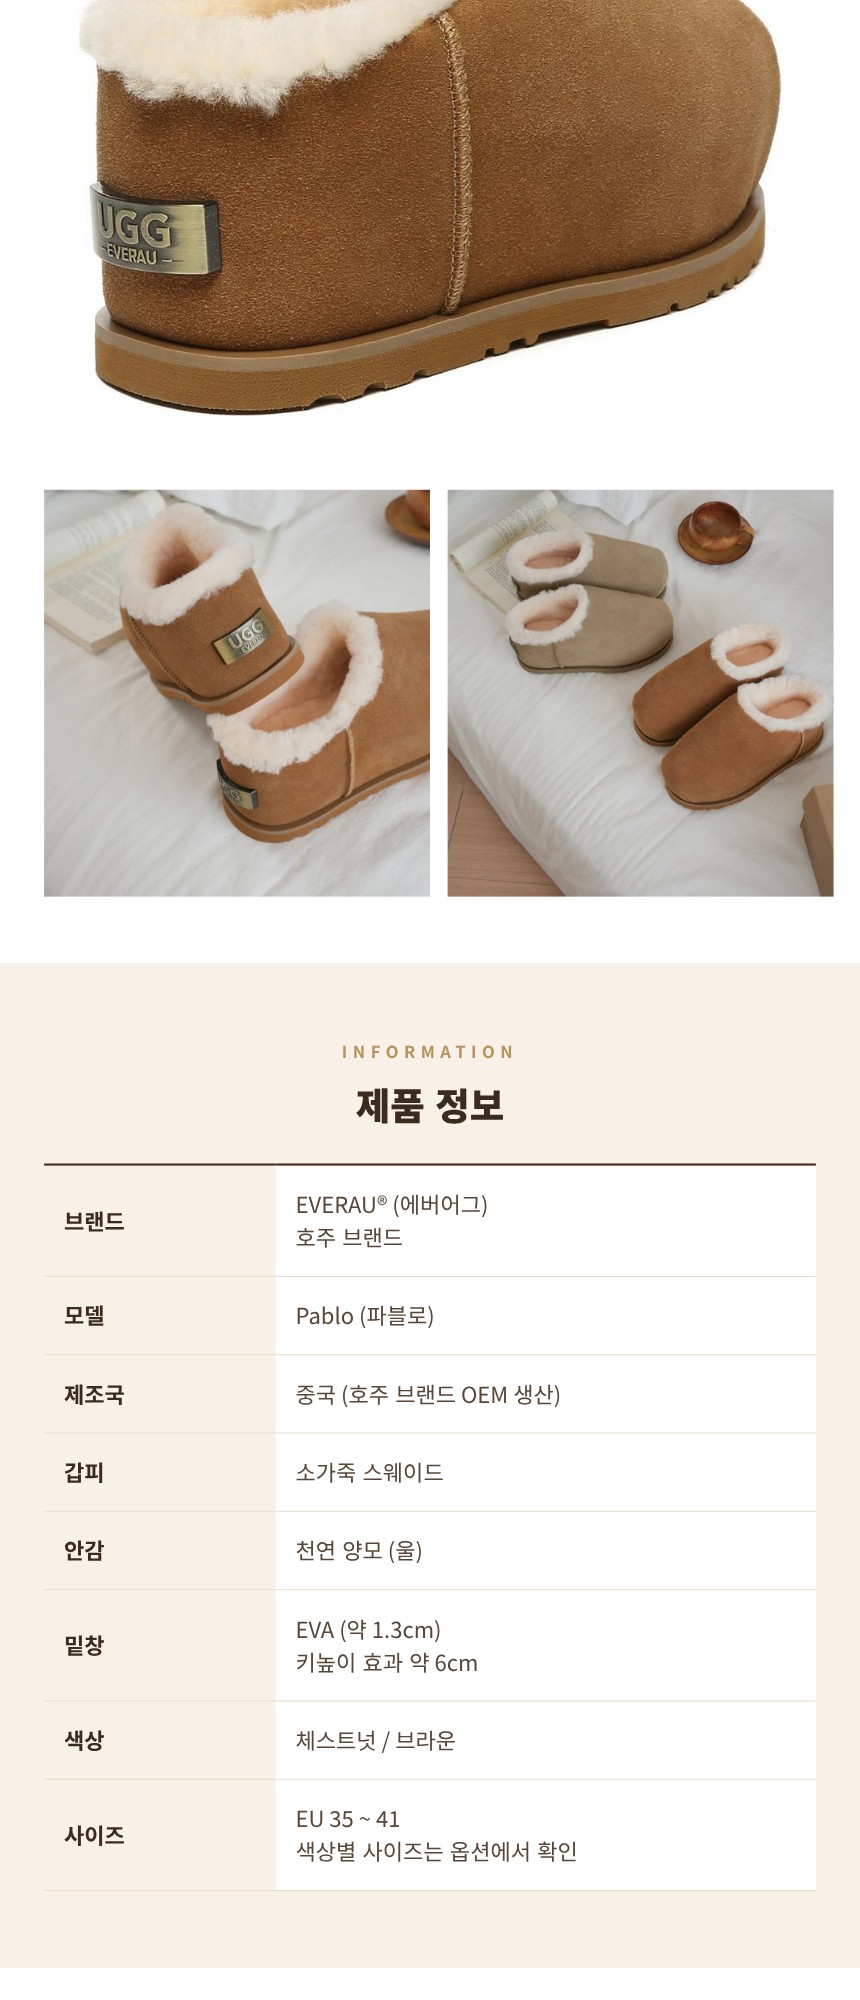 UGG
EVERAU
UGG
EVERAU
INFORMATION
제품 정보
브랜드
EVERAU® (에버어그)
호주 브랜드
모델
Pablo (파블로)
제조국
중국 (호주 브랜드 OEM 생산)
갑피
소가죽 스웨이드
안감
천연 양모 (울)
밑창
EVA (약 1.3cm)
키높이 효과 약 6cm
색상
체스트넛 / 브라운
사이즈
EU 35 ~ 41
색상별 사이즈는 옵션에서 확인